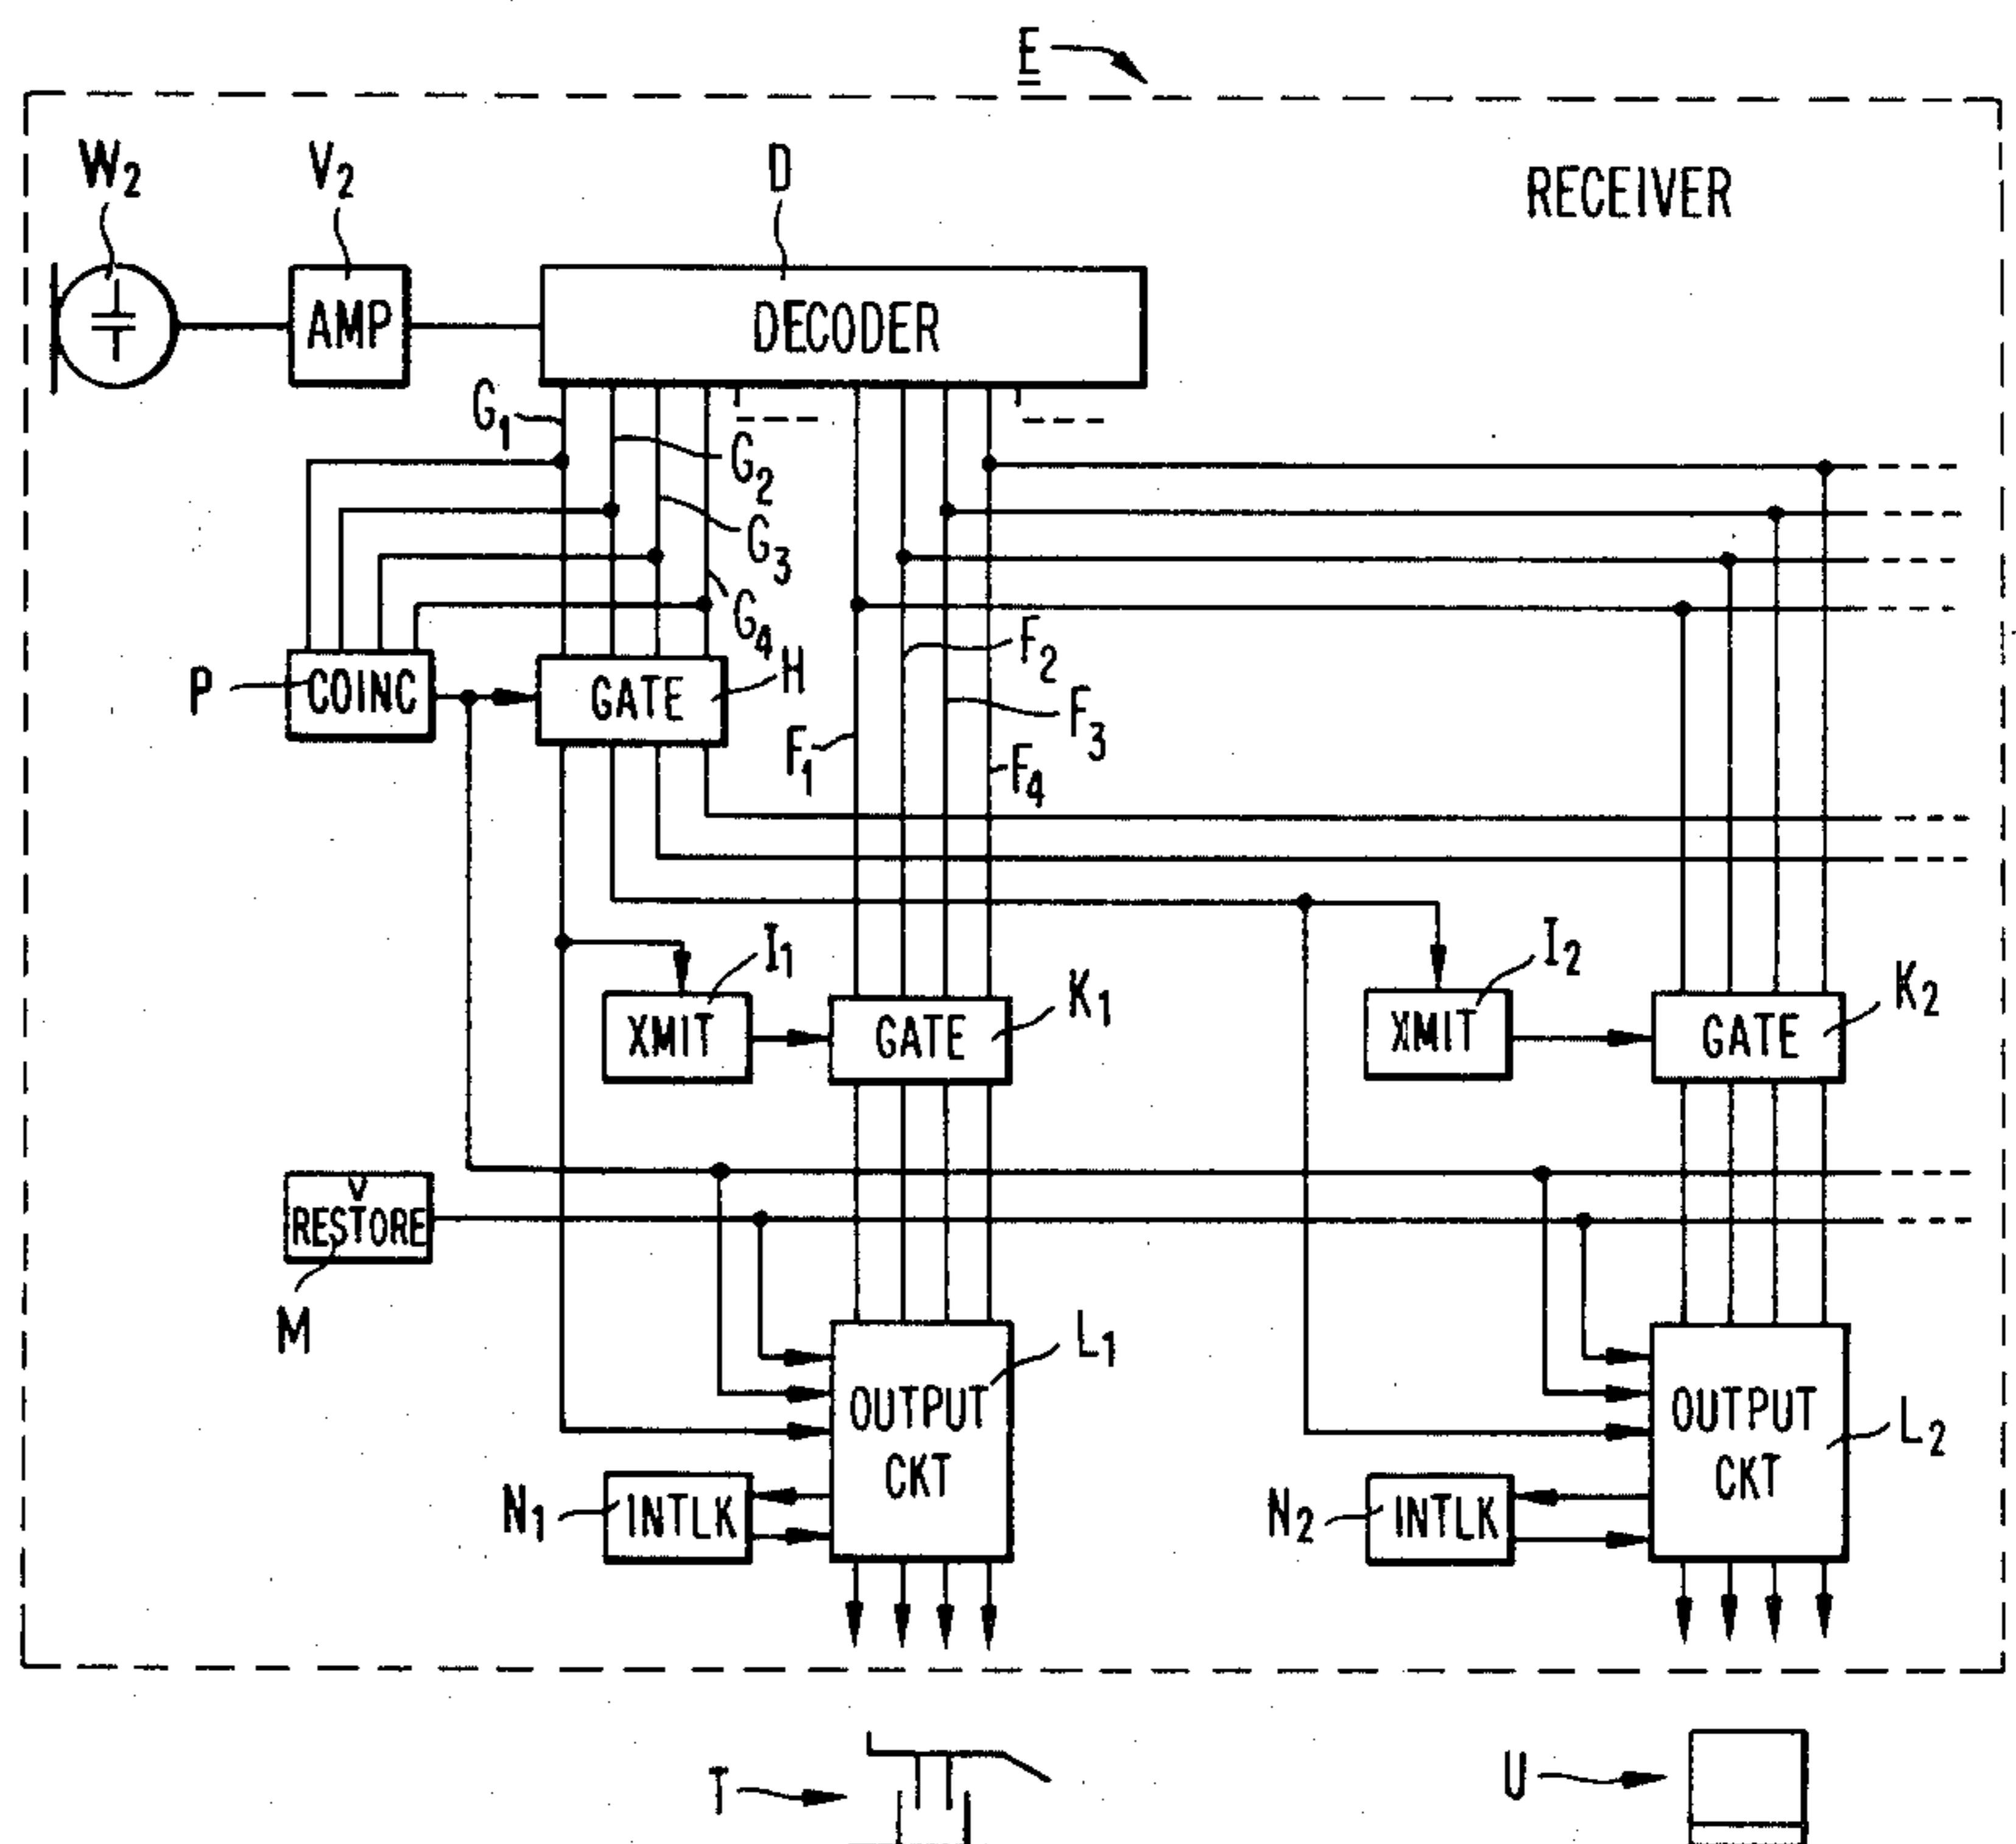 E
W2
V2
D
RECEIVER
AMP
DECODER
G1
G2
G3
G4
P
COINC
GATE
H
F1
F2
F3
F4
I1
XMIT
K1
GATE
I2
XMIT
K2
GATE
V
RESTORE
M
L1
OUTPUT
CKT
L2
OUTPUT
CKT
N1
INTLK
N2
INTLK
T
U